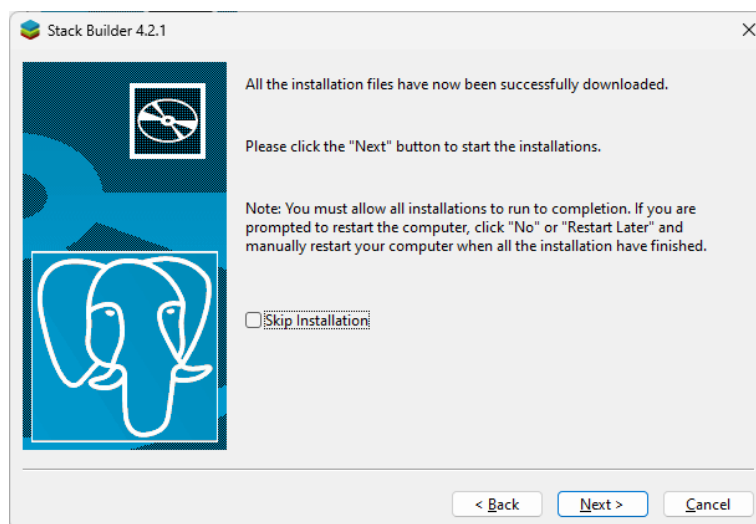 Stack Builder 4.2.1
All the installation files have now been successfully downloaded.
Please click the "Next" button to start the installations.
Note: You must allow all installations to run to completion. If you are
prompted to restart the computer, click "No" or "Restart Later" and
manually restart your computer when all the installation have finished.
Skip Installation
< Back
Next >
Cancel